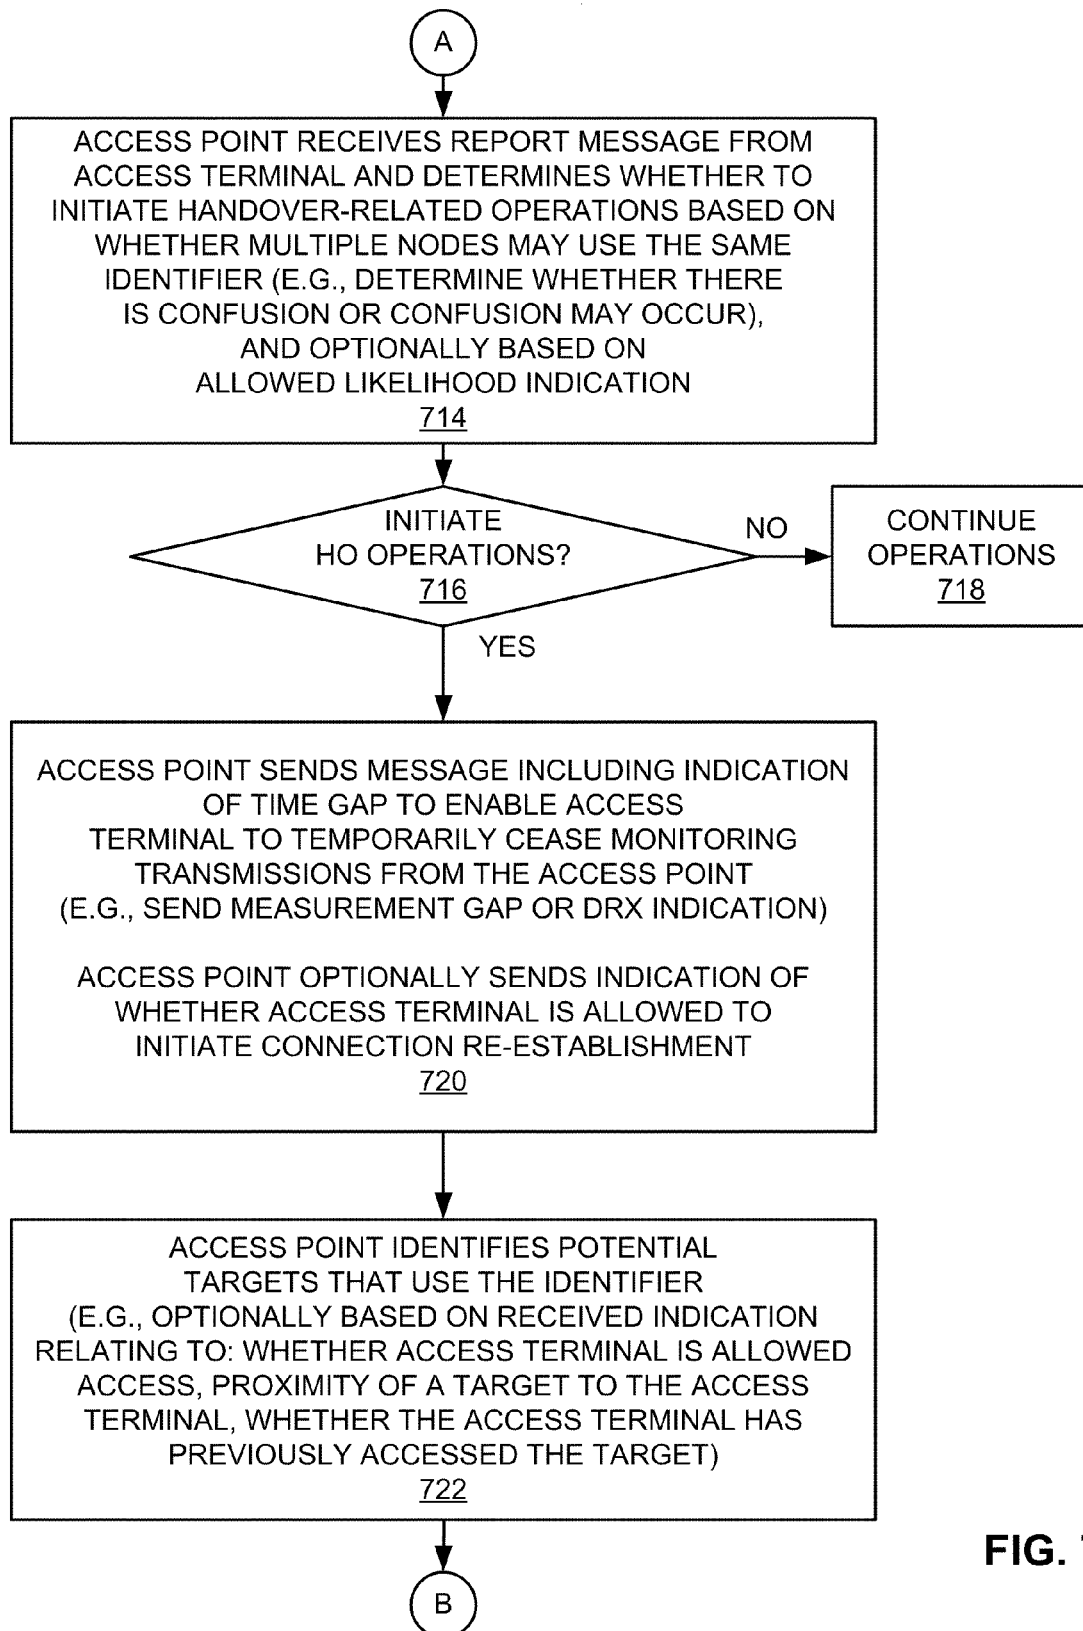 A
ACCESS POINT RECEIVES REPORT MESSAGE FROM
ACCESS TERMINAL AND DETERMINES WHETHER TO
INITIATE HANDOVER-RELATED OPERATIONS BASED ON
WHETHER MULTIPLE NODES MAY USE THE SAME
IDENTIFIER (E.G., DETERMINE WHETHER THERE
IS CONFUSION OR CONFUSION MAY OCCUR),
AND OPTIONALLY BASED ON
ALLOWED LIKELIHOOD INDICATION
714
INITIATE
HO OPERATIONS?
716
NO
CONTINUE
OPERATIONS
718
YES
ACCESS POINT SENDS MESSAGE INCLUDING INDICATION
OF TIME GAP TO ENABLE ACCESS
TERMINAL TO TEMPORARILY CEASE MONITORING
TRANSMISSIONS FROM THE ACCESS POINT
(E.G., SEND MEASUREMENT GAP OR DRX INDICATION)
ACCESS POINT OPTIONALLY SENDS INDICATION OF
WHETHER ACCESS TERMINAL IS ALLOWED TO
INITIATE CONNECTION RE-ESTABLISHMENT
720
ACCESS POINT IDENTIFIES POTENTIAL
TARGETS THAT USE THE IDENTIFIER
(E.G., OPTIONALLY BASED ON RECEIVED INDICATION
RELATING TO: WHETHER ACCESS TERMINAL IS ALLOWED
ACCESS, PROXIMITY OF A TARGET TO THE ACCESS
TERMINAL, WHETHER THE ACCESS TERMINAL HAS
PREVIOUSLY ACCESSED THE TARGET)
722
FIG.
B